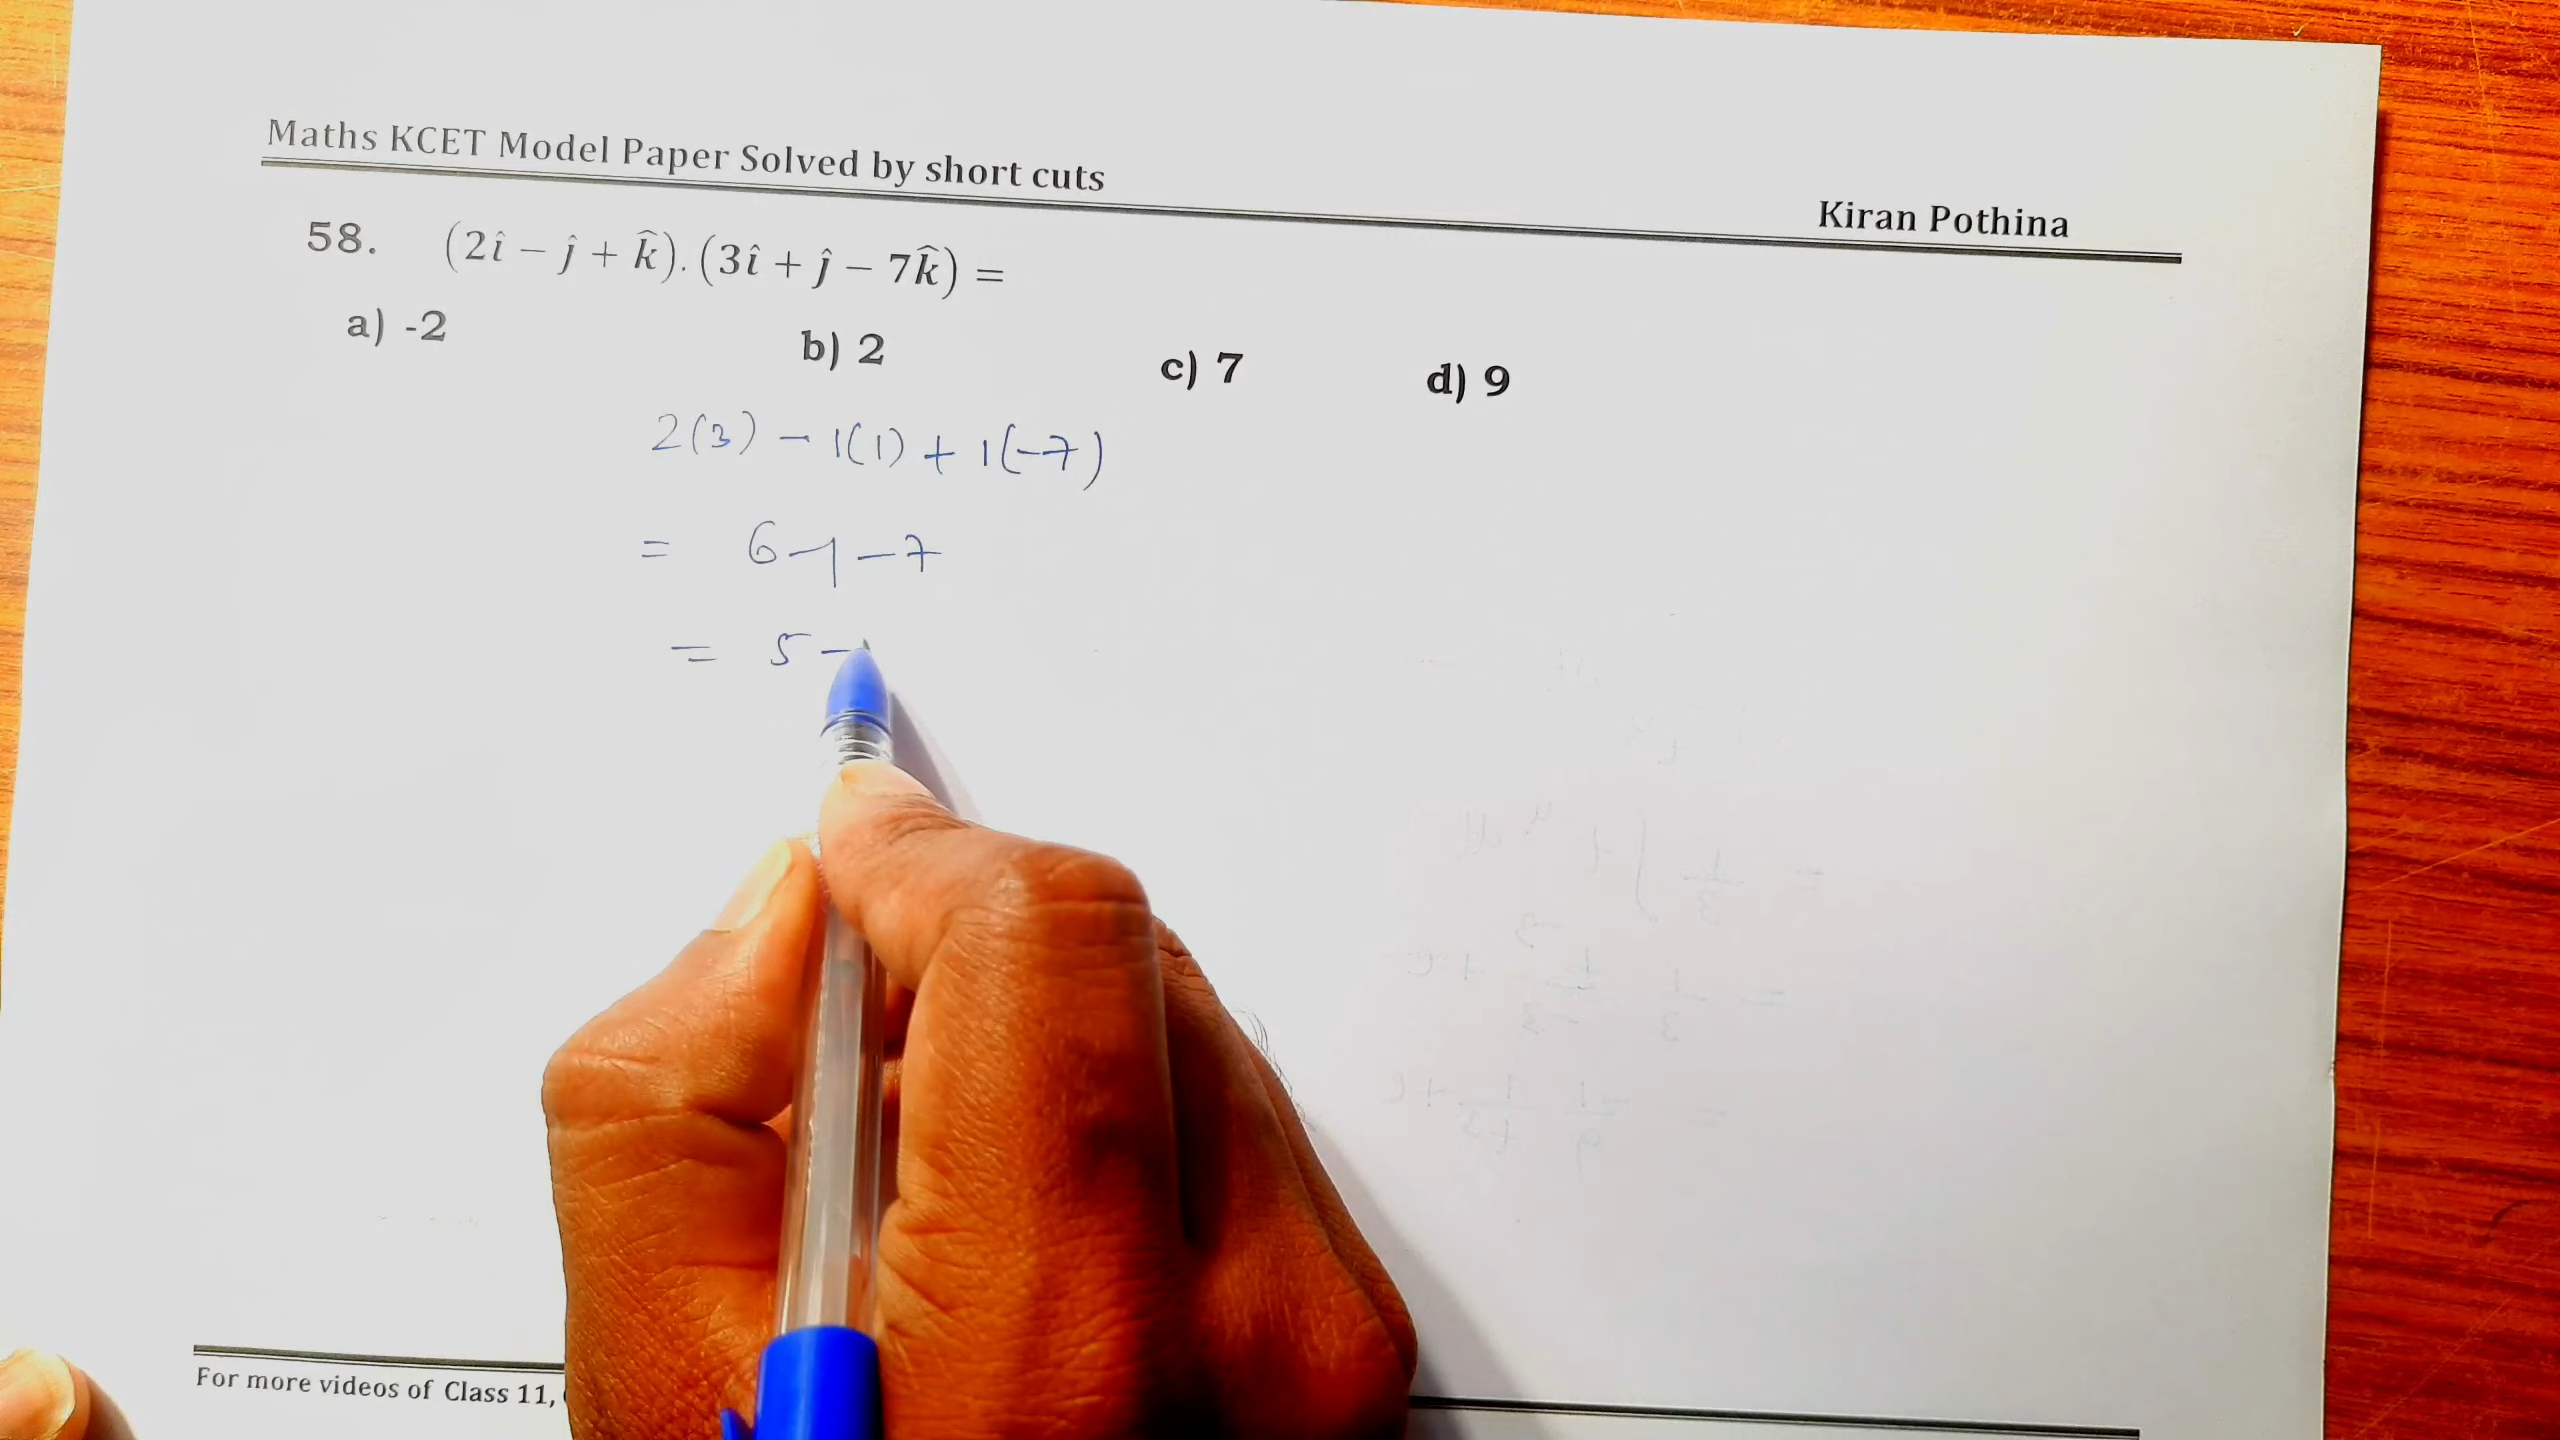 Maths KCET Model Paper Solved by short cuts
Kiran Pothina
58. (2î − ĵ + k̂). (3î + ĵ − 7k̂) =
a) -2 b) 2 c) 7 d) 9
2(3) − 1(1) + 1(−7)
= 6−1−7
= 5 −
For more videos of Class 11,